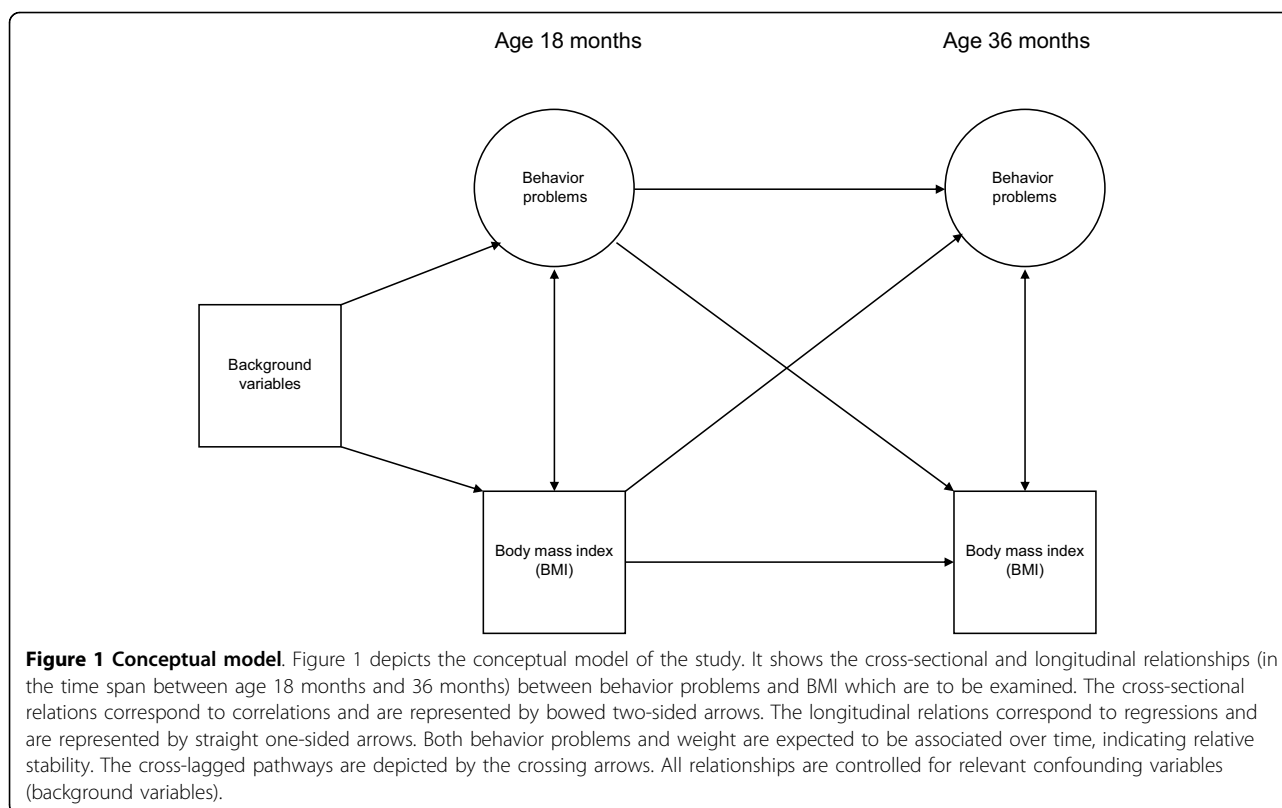 Age 18 months
Age 36 months
Behavior
problems
Behavior
problems
Background
variables
Body mass index
(BMI)
Body mass index
(BMI)
Figure 1 Conceptual model. Figure 1 depicts the conceptual model of the study. It shows the cross-sectional and longitudinal relationships (in
the time span between age 18 months and 36 months) between behavior problems and BMI which are to be examined. The cross-sectional
relations correspond to correlations and are represented by bowed two-sided arrows. The longitudinal relations correspond to regressions and
are represented by straight one-sided arrows. Both behavior problems and weight are expected to be associated over time, indicating relative
stability. The cross-lagged pathways are depicted by the crossing arrows. All relationships are controlled for relevant confounding variables
(background variables).